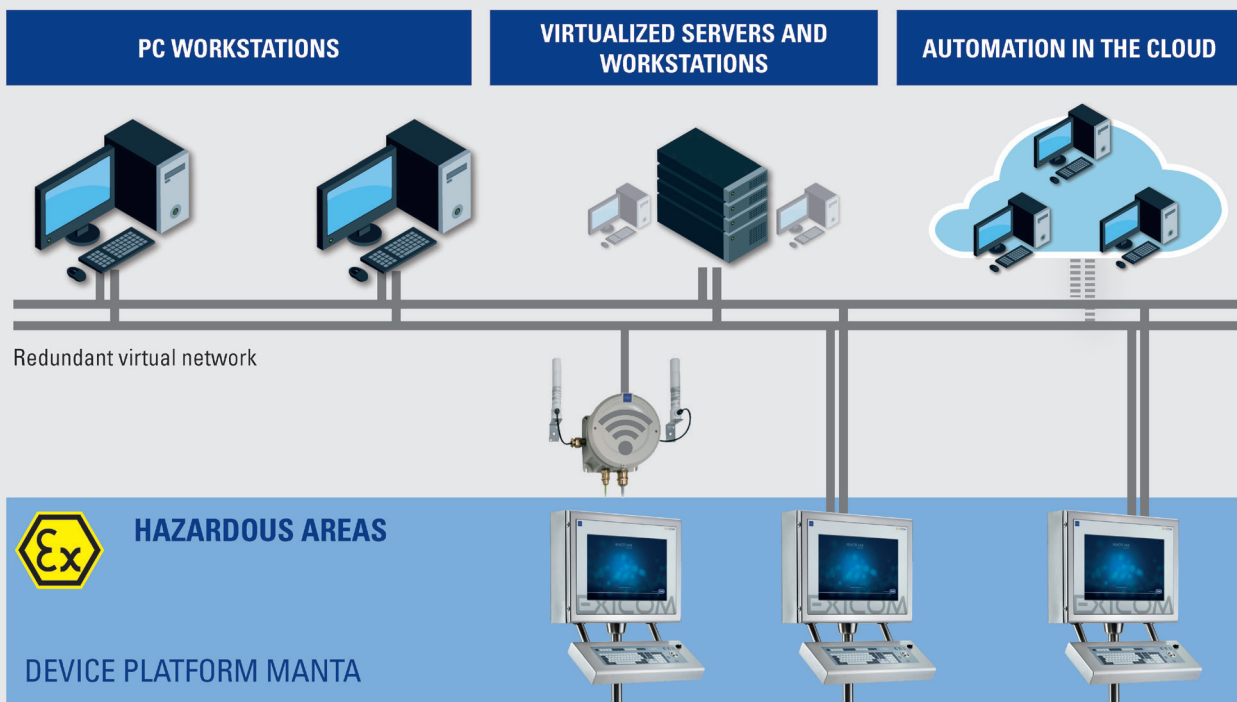 PC WORKSTATIONS
VIRTUALIZED SERVERS AND
WORKSTATIONS
AUTOMATION IN THE CLOUD
Redundant virtual network
Ex
HAZARDOUS AREAS
EXICOM
EXICOM
EXICOM
DEVICE PLATFORM MANTA